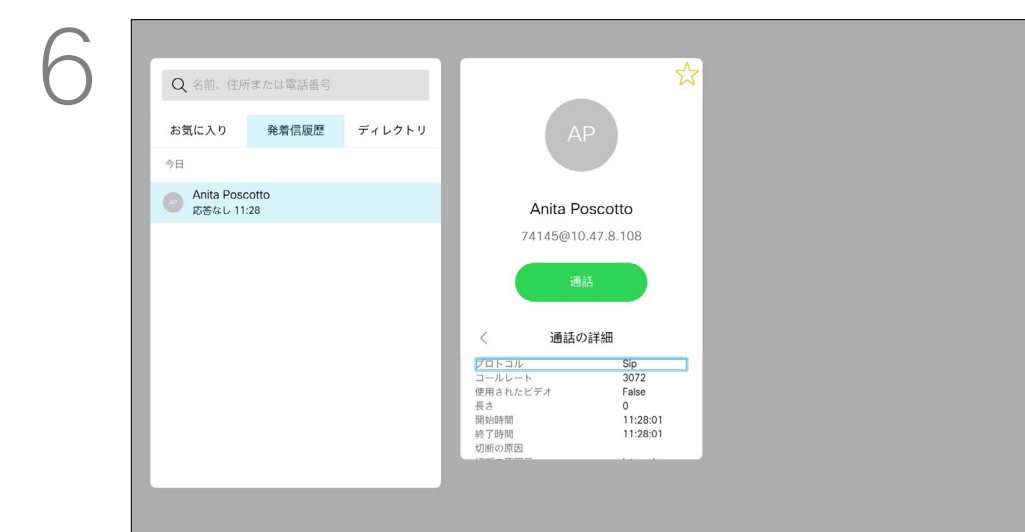 6
名前、住所または電話番号
お気に入り 発着信履歴 ディレクトリ
今日
AP
Anita Poscotto
応答なし 11:28
AP
Anita Poscotto
74145@10.47.8.108
通話
通話の詳細
プロトコル Sip
コールレート 3072
使用されたビデオ False
長さ 0
開始時間 11:28:01
終了時間 11:28:01
切断の原因